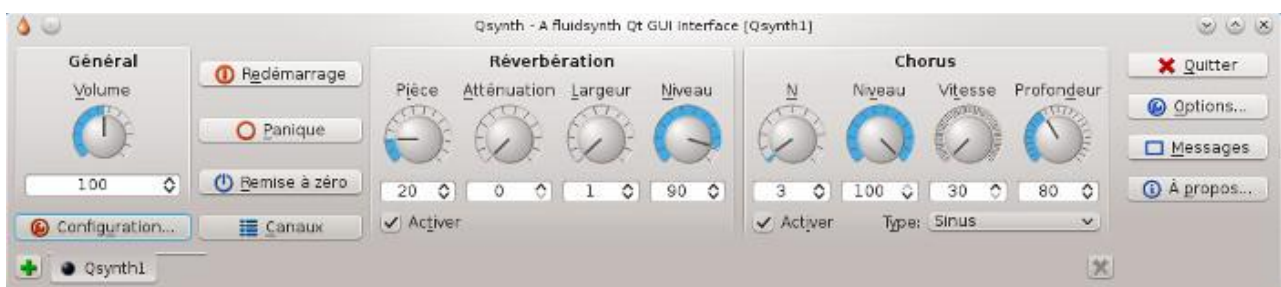 Qsynth - A fluidsynth Qt GUI Interface [Qsynth1]
Général
Volume
100
Configuration...
Redémarrage
Panique
Remise à zéro
Canaux
Réverbération
Pièce Atténuation Largeur Niveau
20 0 1 90
Activer
Chorus
N Niveau Vitesse Profondeur
3 100 30 80
Activer Type: Sinus
Quitter
Options...
Messages
À propos...
Qsynth1